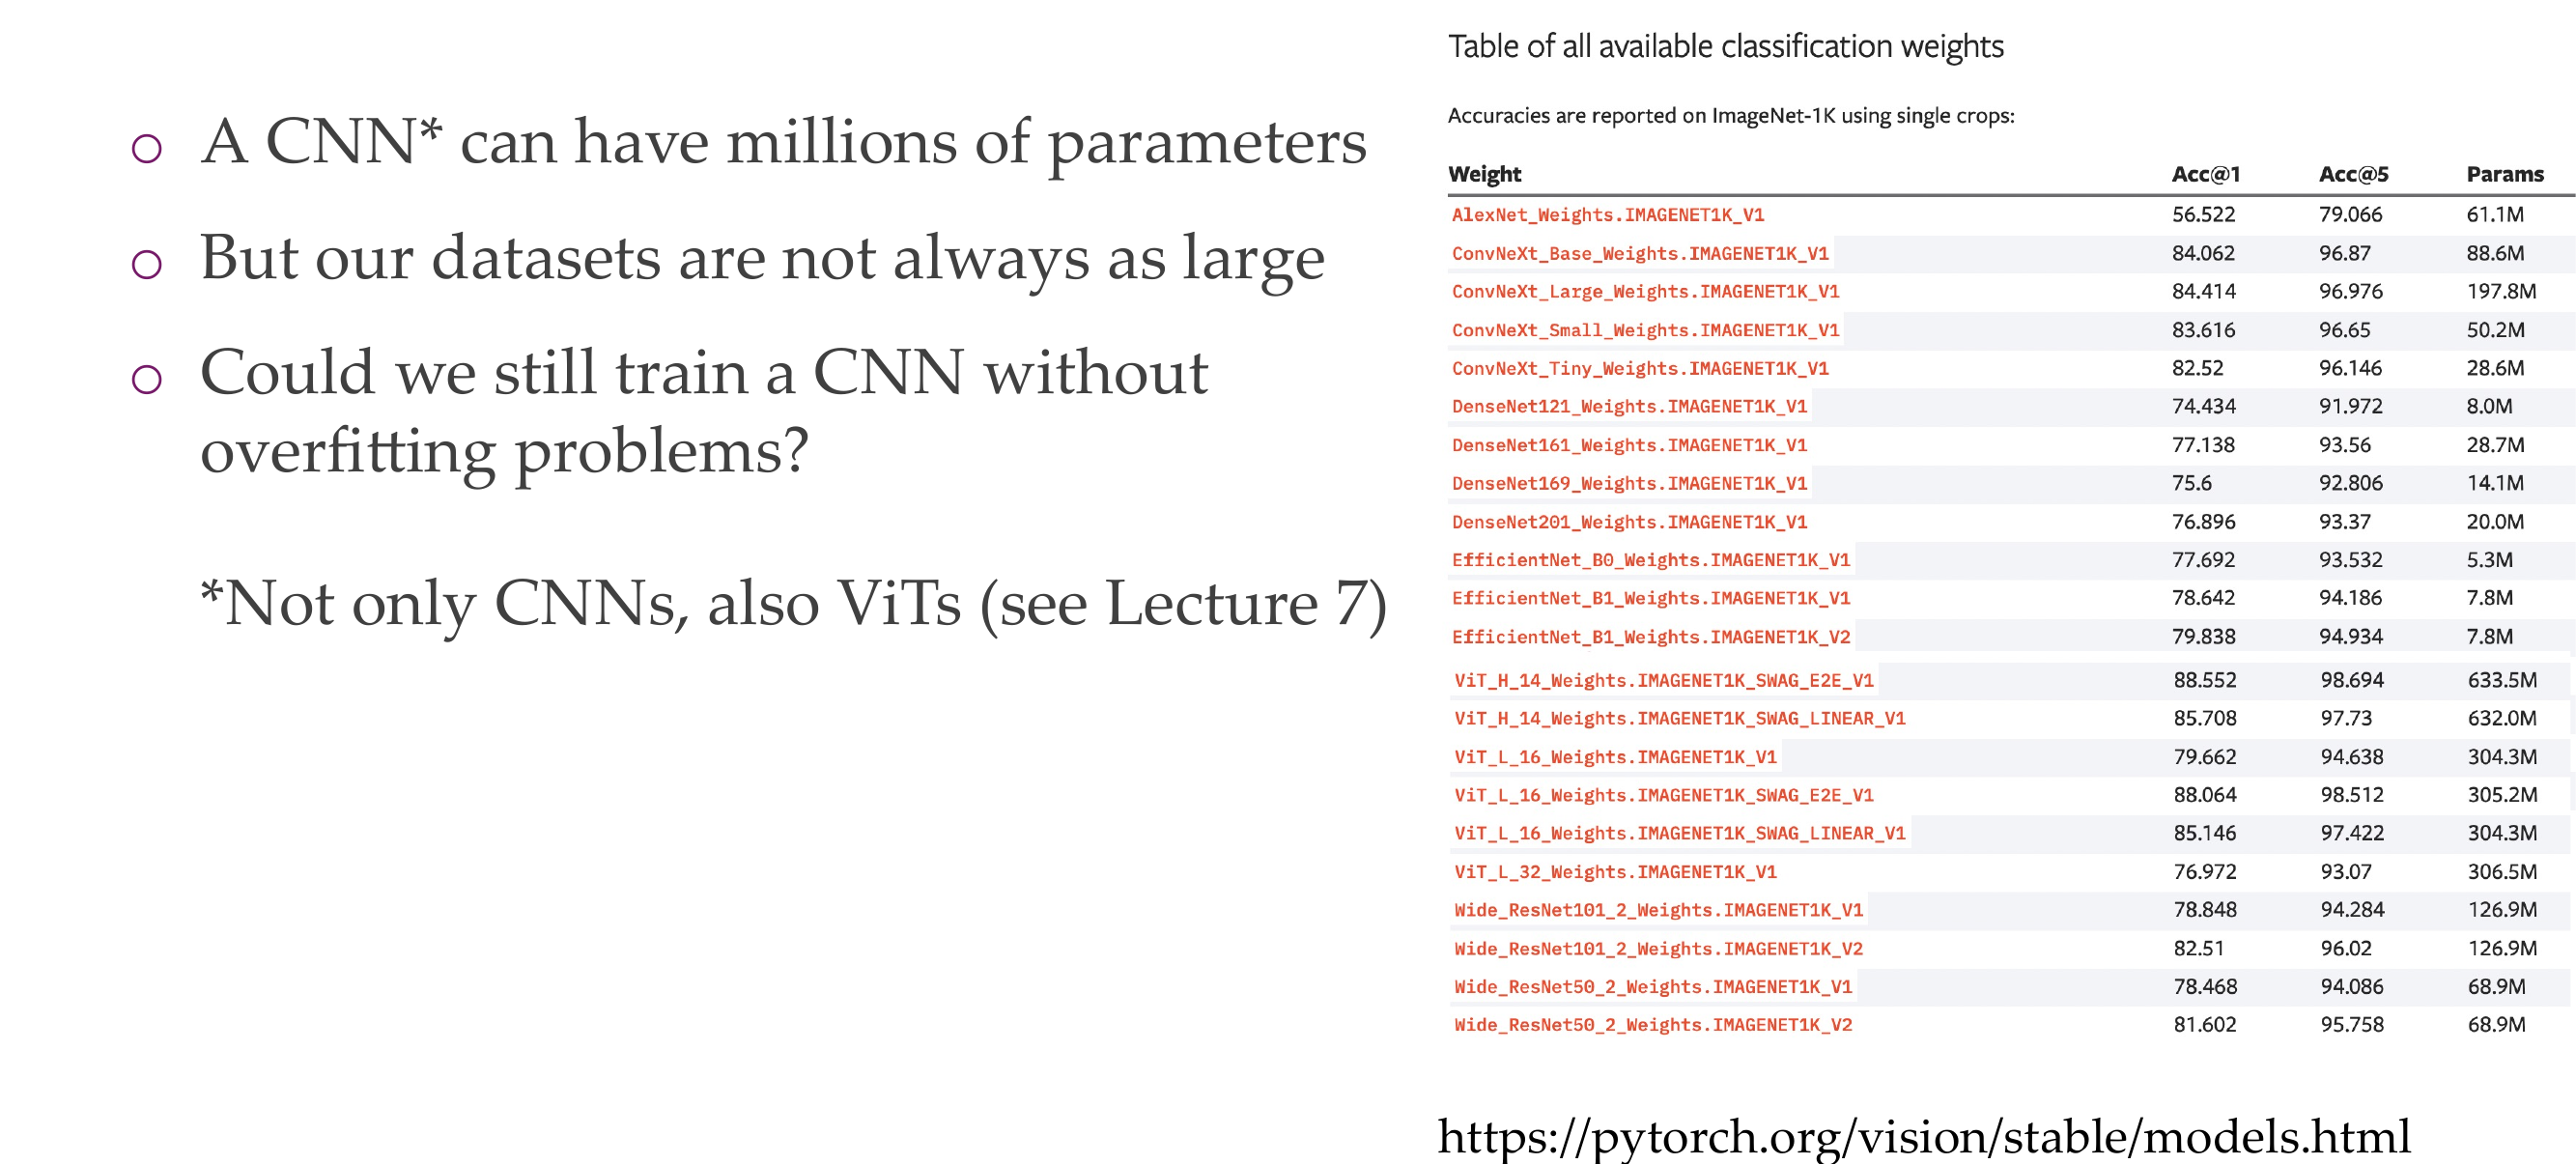 A CNN* can have millions of parameters
But our datasets are not always as large
Could we still train a CNN without
overfitting problems?
*Not only CNNs, also ViTs (see Lecture 7)
Table of all available classification weights
Accuracies are reported on ImageNet-1K using single crops:
Weight Acc@1 Acc@5 Params
AlexNet_Weights.IMAGENET1K_V1 56.522 79.066 61.1M
ConvNeXt_Base_Weights.IMAGENET1K_V1 84.062 96.87 88.6M
ConvNeXt_Large_Weights.IMAGENET1K_V1 84.414 96.976 197.8M
ConvNeXt_Small_Weights.IMAGENET1K_V1 83.616 96.65 50.2M
ConvNeXt_Tiny_Weights.IMAGENET1K_V1 82.52 96.146 28.6M
DenseNet121_Weights.IMAGENET1K_V1 74.434 91.972 8.0M
DenseNet161_Weights.IMAGENET1K_V1 77.138 93.56 28.7M
DenseNet169_Weights.IMAGENET1K_V1 75.6 92.806 14.1M
DenseNet201_Weights.IMAGENET1K_V1 76.896 93.37 20.0M
EfficientNet_B0_Weights.IMAGENET1K_V1 77.692 93.532 5.3M
EfficientNet_B1_Weights.IMAGENET1K_V1 78.642 94.186 7.8M
EfficientNet_B1_Weights.IMAGENET1K_V2 79.838 94.934 7.8M
ViT_H_14_Weights.IMAGENET1K_SWAG_E2E_V1 88.552 98.694 633.5M
ViT_H_14_Weights.IMAGENET1K_SWAG_LINEAR_V1 85.708 97.73 632.0M
ViT_L_16_Weights.IMAGENET1K_V1 79.662 94.638 304.3M
ViT_L_16_Weights.IMAGENET1K_SWAG_E2E_V1 88.064 98.512 305.2M
ViT_L_16_Weights.IMAGENET1K_SWAG_LINEAR_V1 85.146 97.422 304.3M
ViT_L_32_Weights.IMAGENET1K_V1 76.972 93.07 306.5M
Wide_ResNet101_2_Weights.IMAGENET1K_V1 78.848 94.284 126.9M
Wide_ResNet101_2_Weights.IMAGENET1K_V2 82.51 96.02 126.9M
Wide_ResNet50_2_Weights.IMAGENET1K_V1 78.468 94.086 68.9M
Wide_ResNet50_2_Weights.IMAGENET1K_V2 81.602 95.758 68.9M
https://pytorch.org/vision/stable/models.html